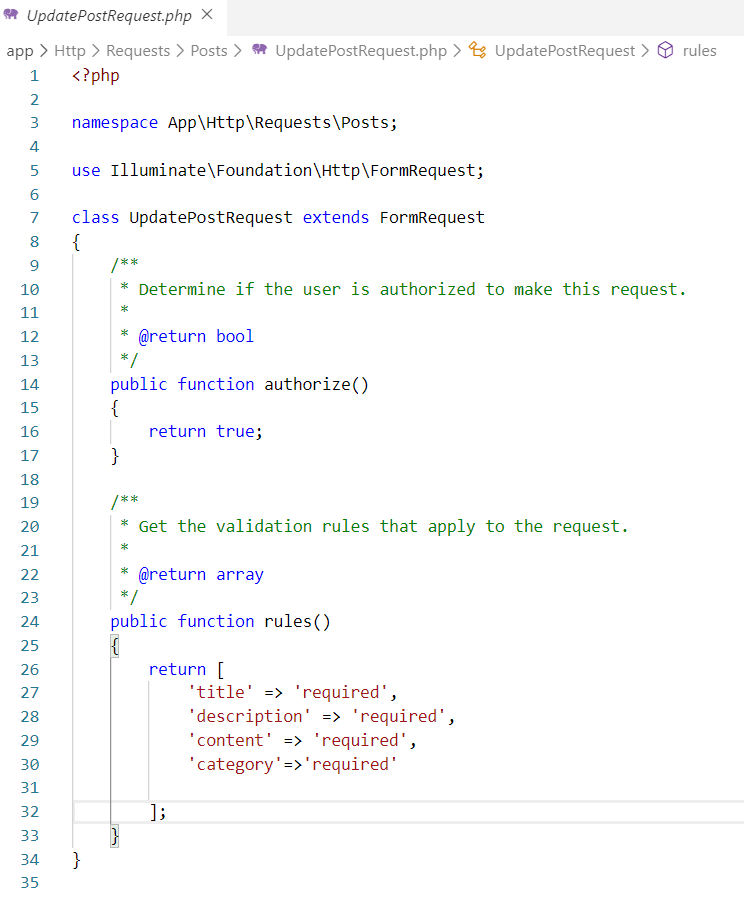 UpdatePostRequest.php ×
app > Http > Requests > Posts > UpdatePostRequest.php > UpdatePostRequest > rules
1 <?php
2
3 namespace App\Http\Requests\Posts;
4
5 use Illuminate\Foundation\Http\FormRequest;
6
7 class UpdatePostRequest extends FormRequest
8 {
9     /**
10      * Determine if the user is authorized to make this request.
11      *
12      * @return bool
13      */
14     public function authorize()
15     {
16         return true;
17     }
18
19     /**
20      * Get the validation rules that apply to the request.
21      *
22      * @return array
23      */
24     public function rules()
25     {
26         return [
27             'title' => 'required',
28             'description' => 'required',
29             'content' => 'required',
30             'category'=>'required'
31
32         ];
33     }
34 }
35